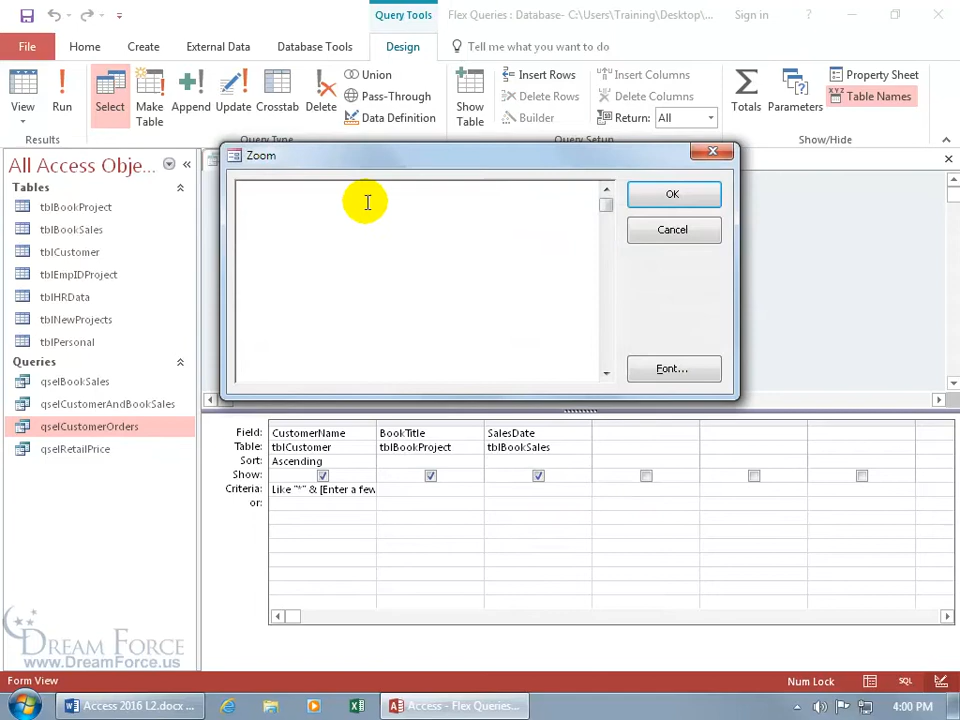 Query Tools
Flex Queries : Database- C:\Users\Training\Desktop\...
Sign in
?
File
Home
Create
External Data
Database Tools
Design
Tell me what you want to do
View
Run
Select
Make Table
Append
Update
Crosstab
Delete
Union
Pass-Through
Data Definition
Show Table
Insert Rows
Delete Rows
Builder
Insert Columns
Delete Columns
Return: All
Totals
Parameters
Property Sheet
XYZ Table Names
Results
Query Type
Query Setup
Show/Hide
All Access Obje...
Tables
tblBookProject
tblBookSales
tblCustomer
tblEmpIDProject
tblHRData
tblNewProjects
tblPersonal
Queries
qselBookSales
qselCustomerAndBookSales
qselCustomerOrders
qselRetailPrice
Zoom
OK
Cancel
Font...
Field: CustomerName BookTitle SalesDate
Table: tblCustomer tblBookProject tblBookSales
Sort: Ascending
Show:
Criteria: Like "*" & [Enter a few
or:
DREAM FORCE
www.DreamForce.us
Form View
Num Lock
SQL
Access 2016 L2.docx ...
Access - Flex Queries...
4:00 PM